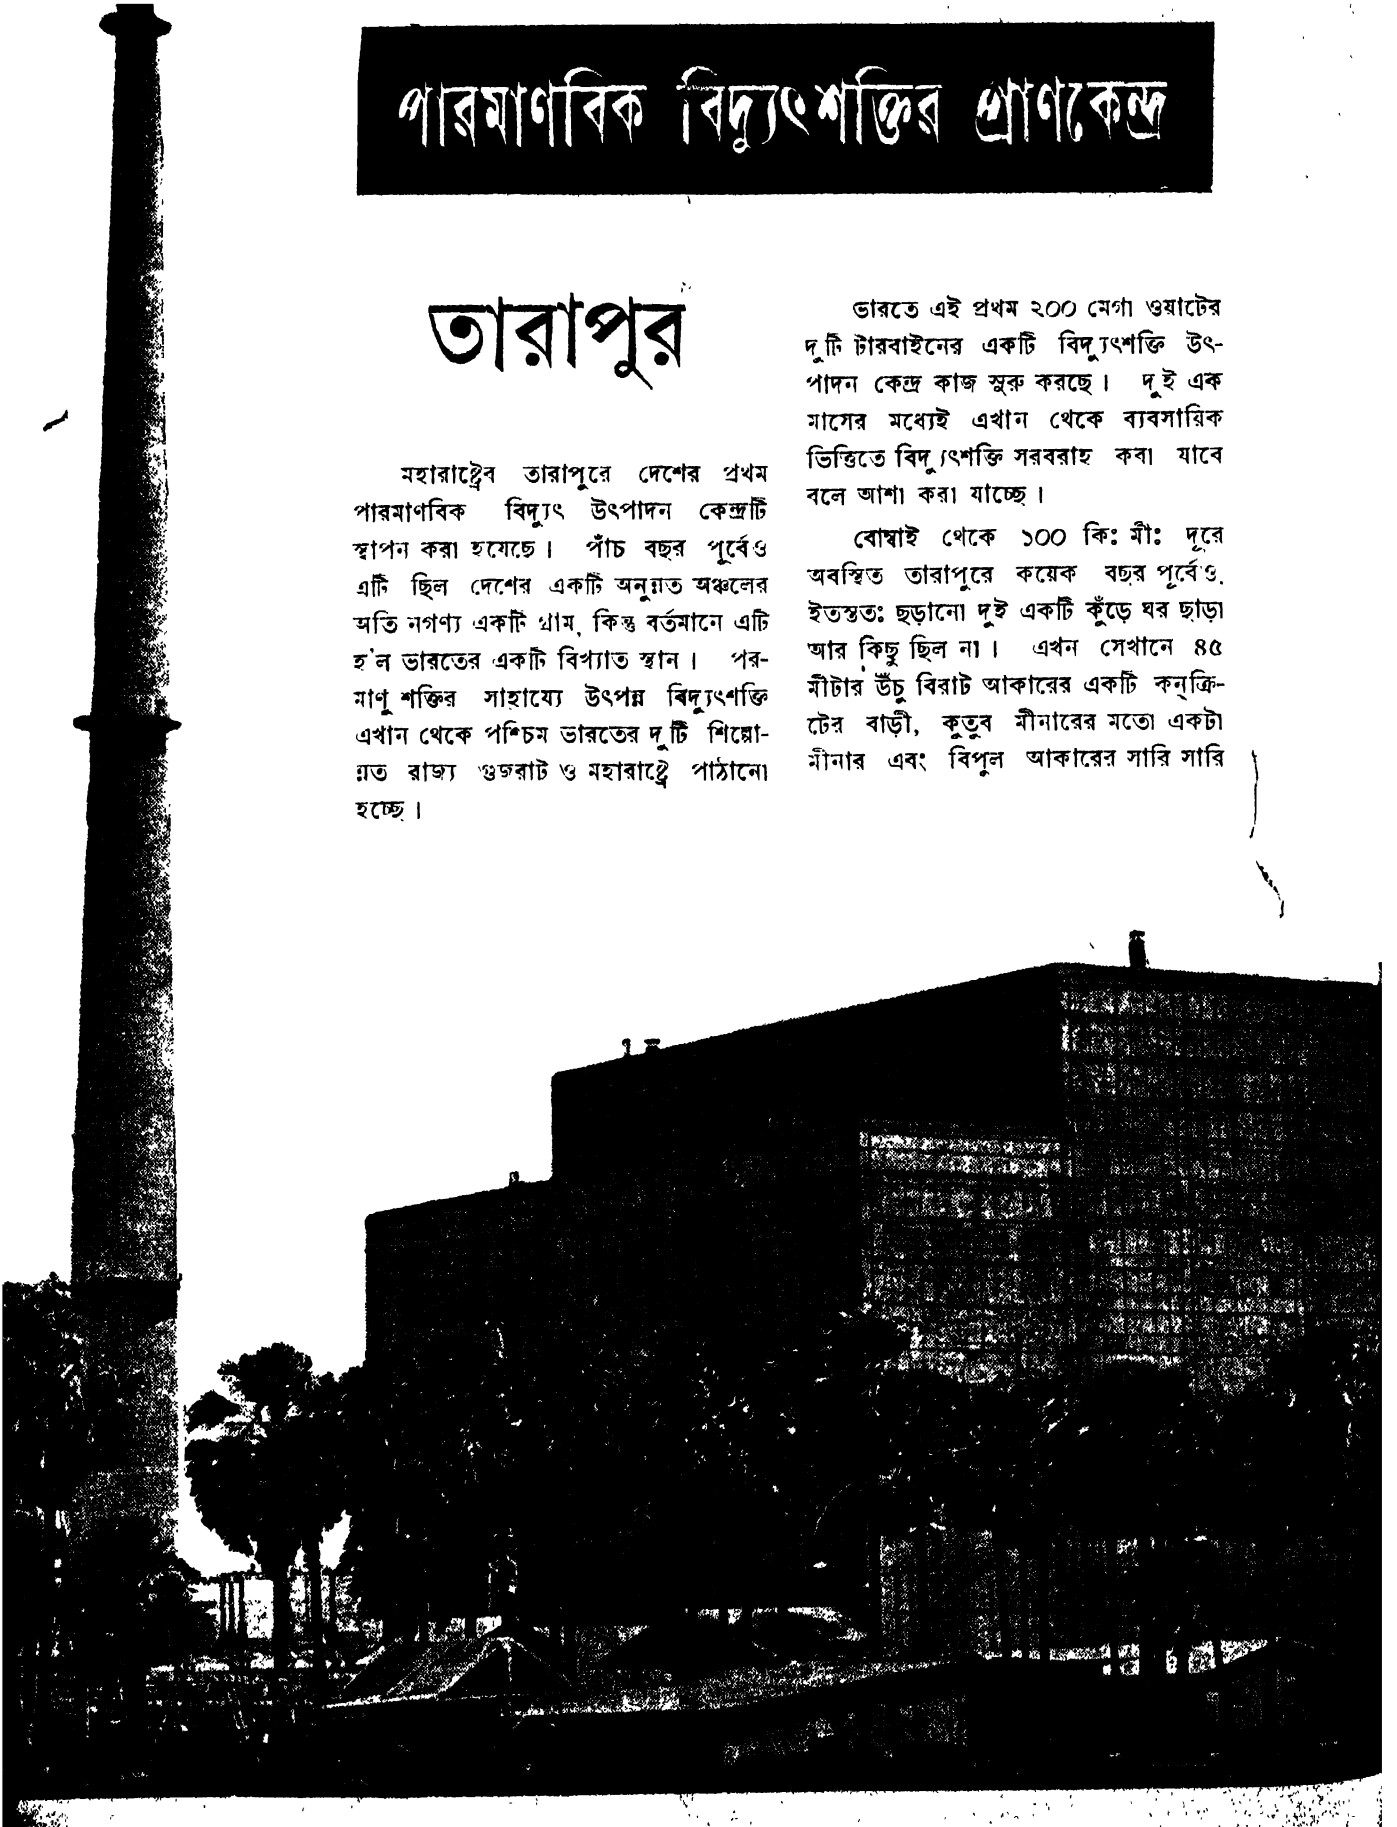 পারমাণবিক বিদ্যুৎশক্তির প্রাণকেন্দ্র
তারাপুর
মহারাষ্ট্রেব তারাপুরে দেশের প্রথম
পারমাণবিক বিদ্যুৎ উৎপাদন কেন্দ্রটি
স্থাপন করা হযেছে। পাঁচ বছর পূর্বেও
এটি ছিল দেশের একটি অনুন্নত অঞ্চলের
অতি নগণ্য একটি গ্রাম, কিন্তু বর্তমানে এটি
হ'ল ভারতের একটি বিখ্যাত স্থান। পর-
মাণু শক্তির সাহায্যে উৎপন্ন বিদ্যুৎশক্তি
এখান থেকে পশ্চিম ভারতের দুটি শিল্পো-
ন্নত রাজ্য গুজরাট ও মহারাষ্ট্রে পাঠানো
হচ্ছে।
ভারতে এই প্রথম ২০০ মেগা ওয়াটের
দুটি টারবাইনের একটি বিদ্যুৎশক্তি উৎ-
পাদন কেন্দ্র কাজ সুরু করছে। দুই এক
মাসের মধ্যেই এখান থেকে ব্যবসায়িক
ভিত্তিতে বিদ্যুৎশক্তি সরবরাহ কবা যাবে
বলে আশা করা যাচ্ছে।
বোম্বাই থেকে ১০০ কি: মী: দূরে
অবস্থিত তারাপুরে কয়েক বছর পূর্বেও.
ইতস্তত: ছড়ানো দুই একটি কুঁড়ে ঘর ছাড়া
আর কিছু ছিল না। এখন সেখানে ৪৫
মীটার উঁচু বিরাট আকারের একটি কন্‌ক্রি-
টের বাড়ী, কুতুব মীনারের মতো একটা
মীনার এবং বিপুল আকারের সারি সারি